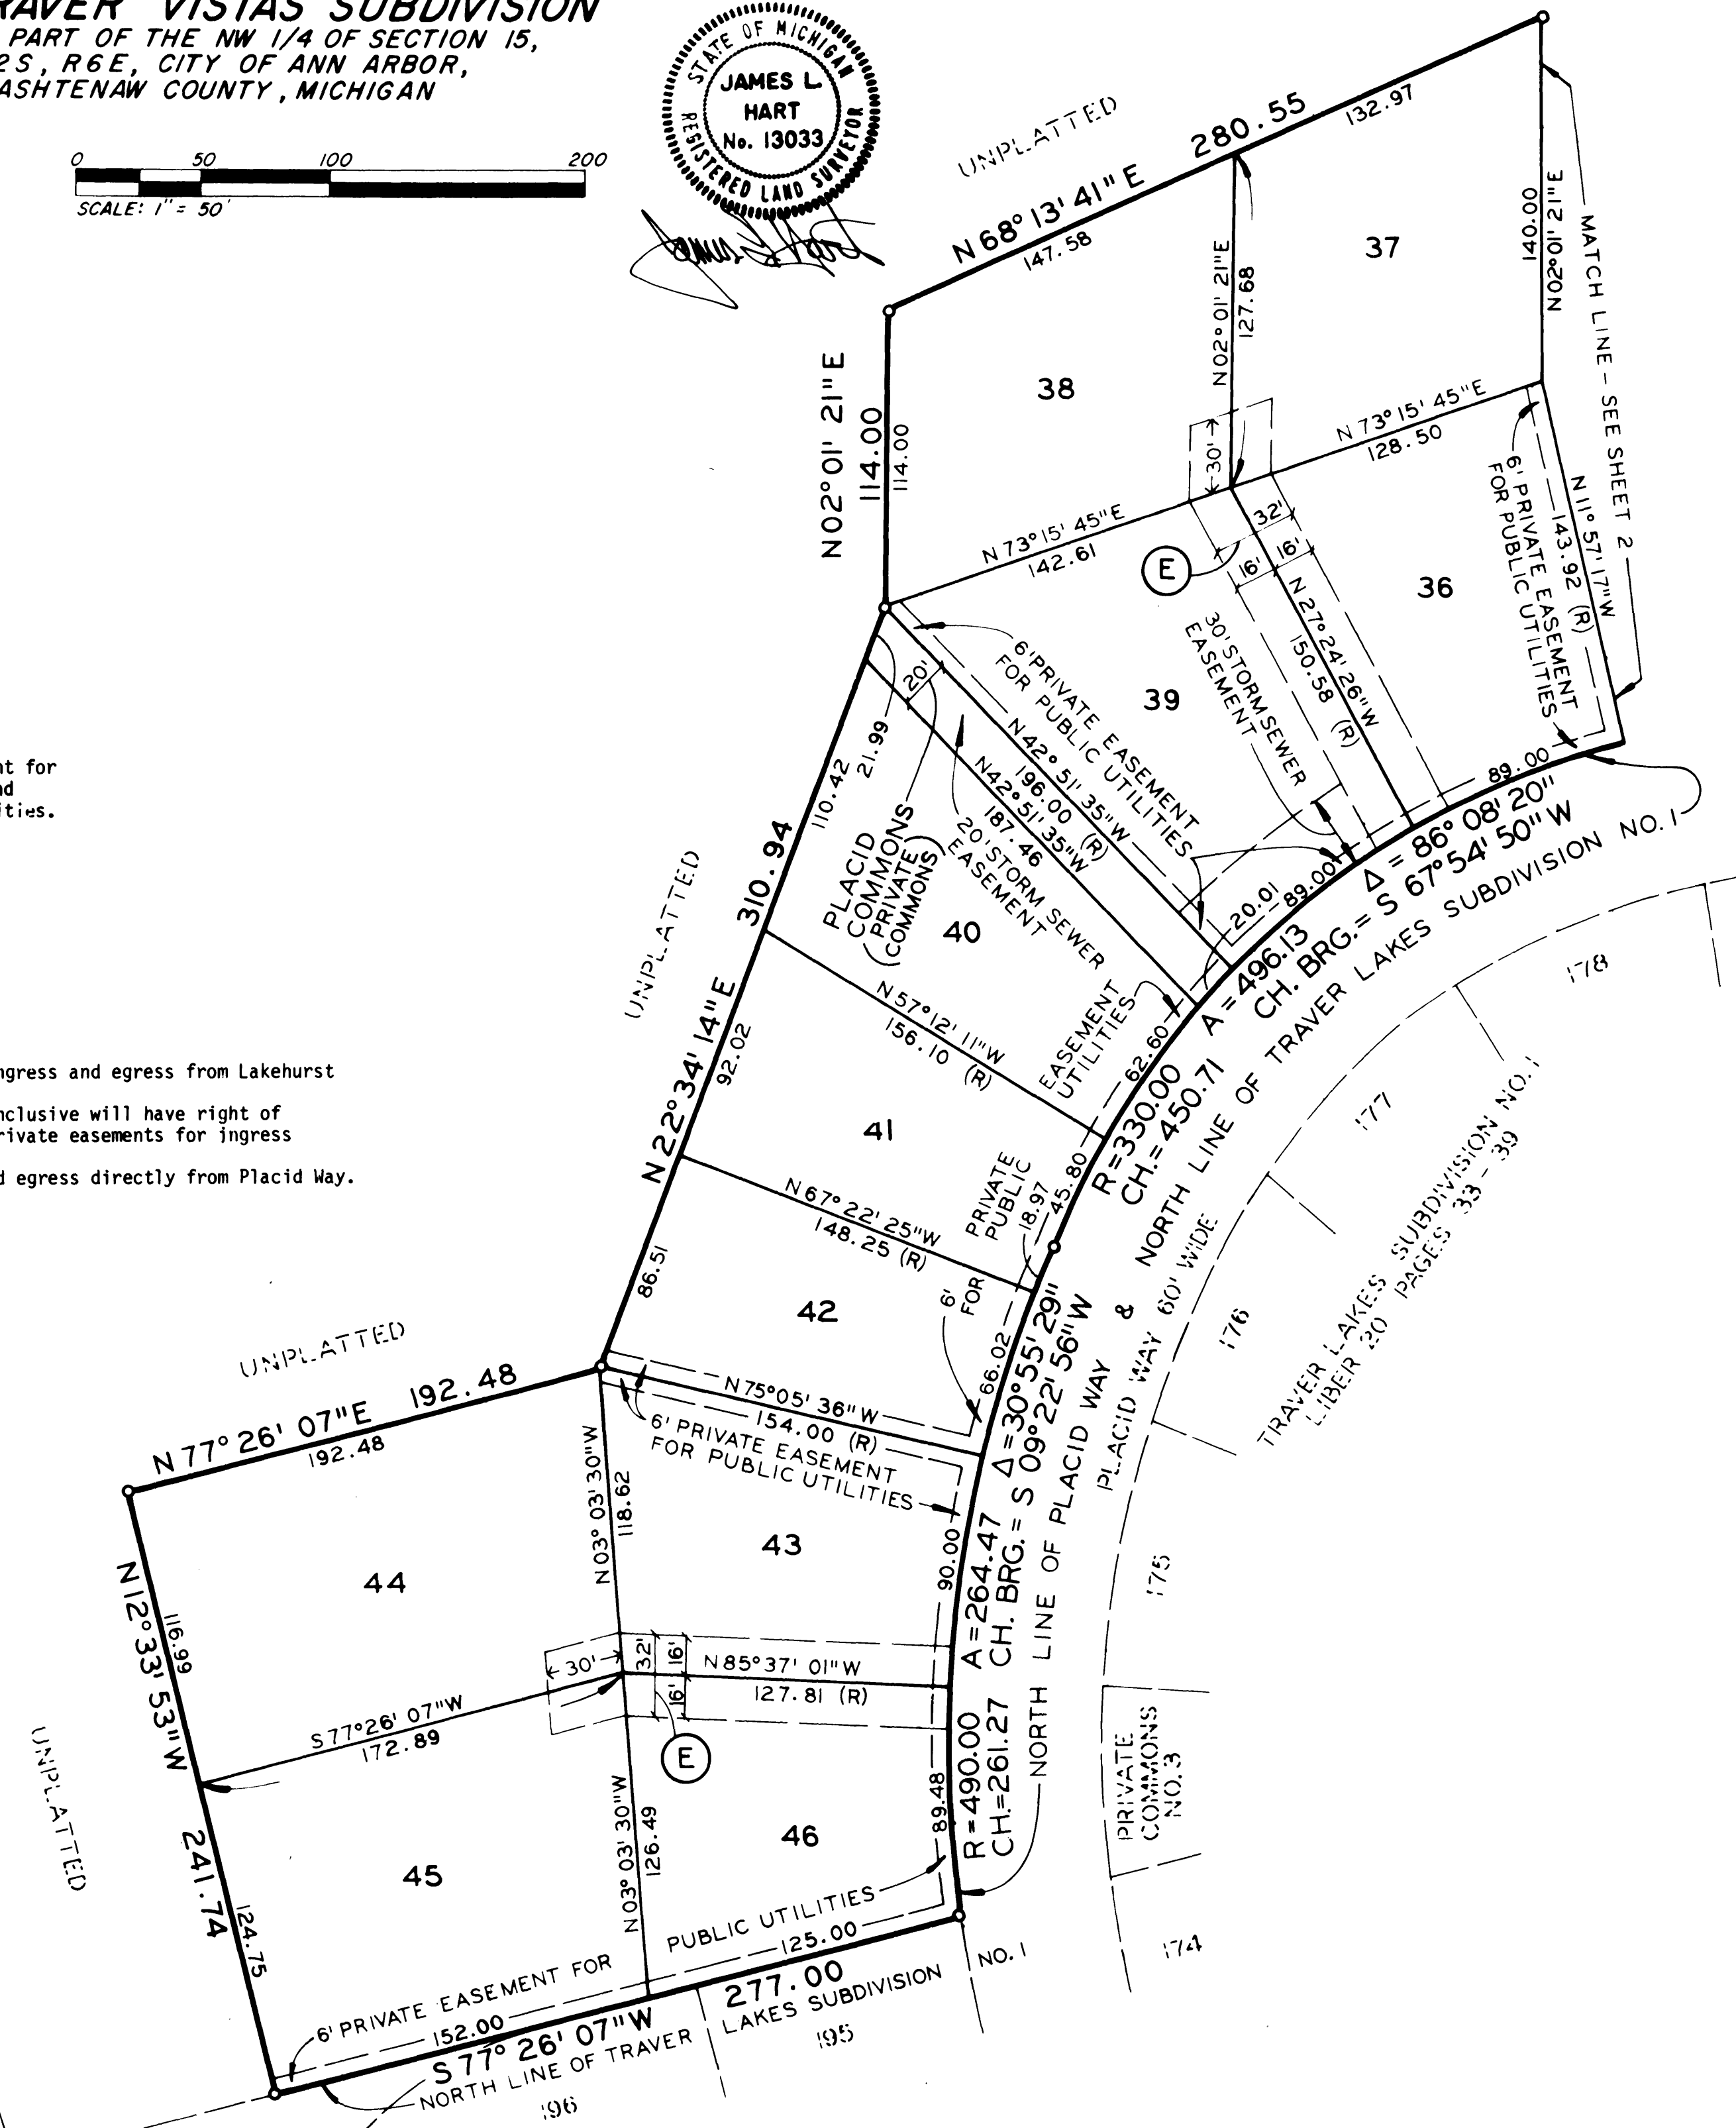 RAVER VISTAS SUBDIVISION
PART OF THE NW 1/4 OF SECTION 15,
2S, R6E, CITY OF ANN ARBOR,
ASHTENAW COUNTY, MICHIGAN
0 50 100 200
SCALE: 1" = 50'
STATE OF MICHIGAN
JAMES L.
HART
No. 13033
REGISTERED LAND SURVEYOR
UNPLATTED
N 68° 13' 41" E 280.55
147.58
132.97
37
140.00
N02° 01' 21" E
MATCH LINE - SEE SHEET 2
N02° 01' 21" E
127.68
38
N02° 01' 21" E
114.00
114.00
30'
N 73° 15' 45" E
128.50
N 73° 15' 45" E
142.61
E
32'
16'
16'
36
6' PRIVATE EASEMENT
FOR PUBLIC UTILITIES
N 11° 57' 17" W
143.92 (R)
N 27° 24' 26" W
150.58 (R)
30' STORM SEWER
EASEMENT
39
6' PRIVATE EASEMENT
FOR PUBLIC UTILITIES
N 42° 51' 35" W
196.00 (R)
N42° 51' 35" W
187.46
20'
20' STORM SEWER
EASEMENT
PLACID
COMMONS
(PRIVATE
COMMONS)
21.99
110.42
89.00
89.00
20.01
Δ = 86° 08' 20"
A = 496.13 CH. BRG. = S 67° 54' 50" W
R=330.00
CH.= 450.71
NORTH LINE OF TRAVER LAKES SUBDIVISION NO. 1
nt for
nd
ities.
UNPLATTED
N 22° 34' 14" E 310.94
92.02
40
N 57° 12' 11" W
156.10 (R)
EASEMENT
UTILITIES
62.60
41
PRIVATE
PUBLIC
18.97
45.80
N 67° 22' 25" W
148.25 (R)
6'
FOR
86.51
42
66.02
178
177
176
TRAVER LAKES SUBDIVISION NO. 1
LIBER 20 PAGES 33 - 39
PLACID WAY 60' WIDE
ngress and egress from Lakehurst
nclusive will have right of
rivate easements for ingress
d egress directly from Placid Way.
UNPLATTED
N 77° 26' 07" E 192.48
192.48
N 75° 05' 36" W
154.00 (R)
6' PRIVATE EASEMENT
FOR PUBLIC UTILITIES
N 03° 03' 30" W
118.62
43
90.00
R=490.00 A=264.47 Δ=30° 55' 29"
CH.=261.27 CH. BRG. = S 09° 22' 56" W
NORTH LINE OF PLACID WAY &
44
N 12° 33' 53" W 241.74
116.99
124.75
30'
32'
16'
16'
N 85° 37' 01" W
127.81 (R)
S 77° 26' 07" W
172.89
E
175
PRIVATE
COMMONS
NO. 3
UNPLATTED
45
N 03° 03' 30" W
126.49
46
89.48
6' PRIVATE EASEMENT FOR PUBLIC UTILITIES
152.00
125.00
S 77° 26' 07" W 277.00
NORTH LINE OF TRAVER LAKES SUBDIVISION NO. 1
174
195
196